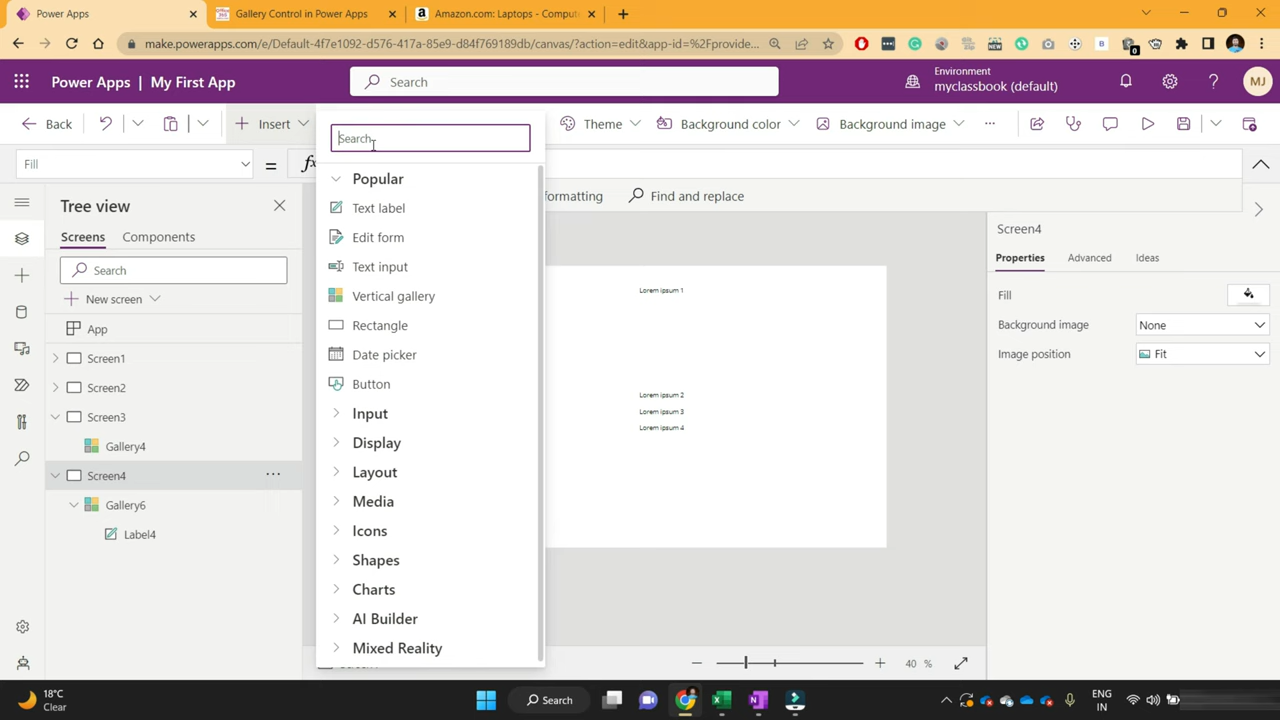 Power Apps
Gallery Control in Power Apps
Amazon.com: Laptops - Compute
make.powerapps.com/e/Default-4f7e1092-d576-417a-85e9-d84f769189db/canvas/?action=edit&app-id=%2Fprovide...
Power Apps | My First App
Search
Environment
myclassbook (default)
MJ
Back
Insert
Theme
Background color
Background image
Search
Fill
=
fx
Popular
Text label
Edit form
Text input
Vertical gallery
Rectangle
Date picker
Button
Input
Display
Layout
Media
Icons
Shapes
Charts
AI Builder
Mixed Reality
formatting
Find and replace
Tree view
Screens
Components
Search
New screen
App
Screen1
Screen2
Screen3
Gallery4
Screen4
Gallery6
Label4
Lorem ipsum 1
Lorem ipsum 2
Lorem ipsum 3
Lorem ipsum 4
Screen4
Properties
Advanced
Ideas
Fill
Background image
None
Image position
Fit
40 %
18°C
Clear
Search
ENG
IN